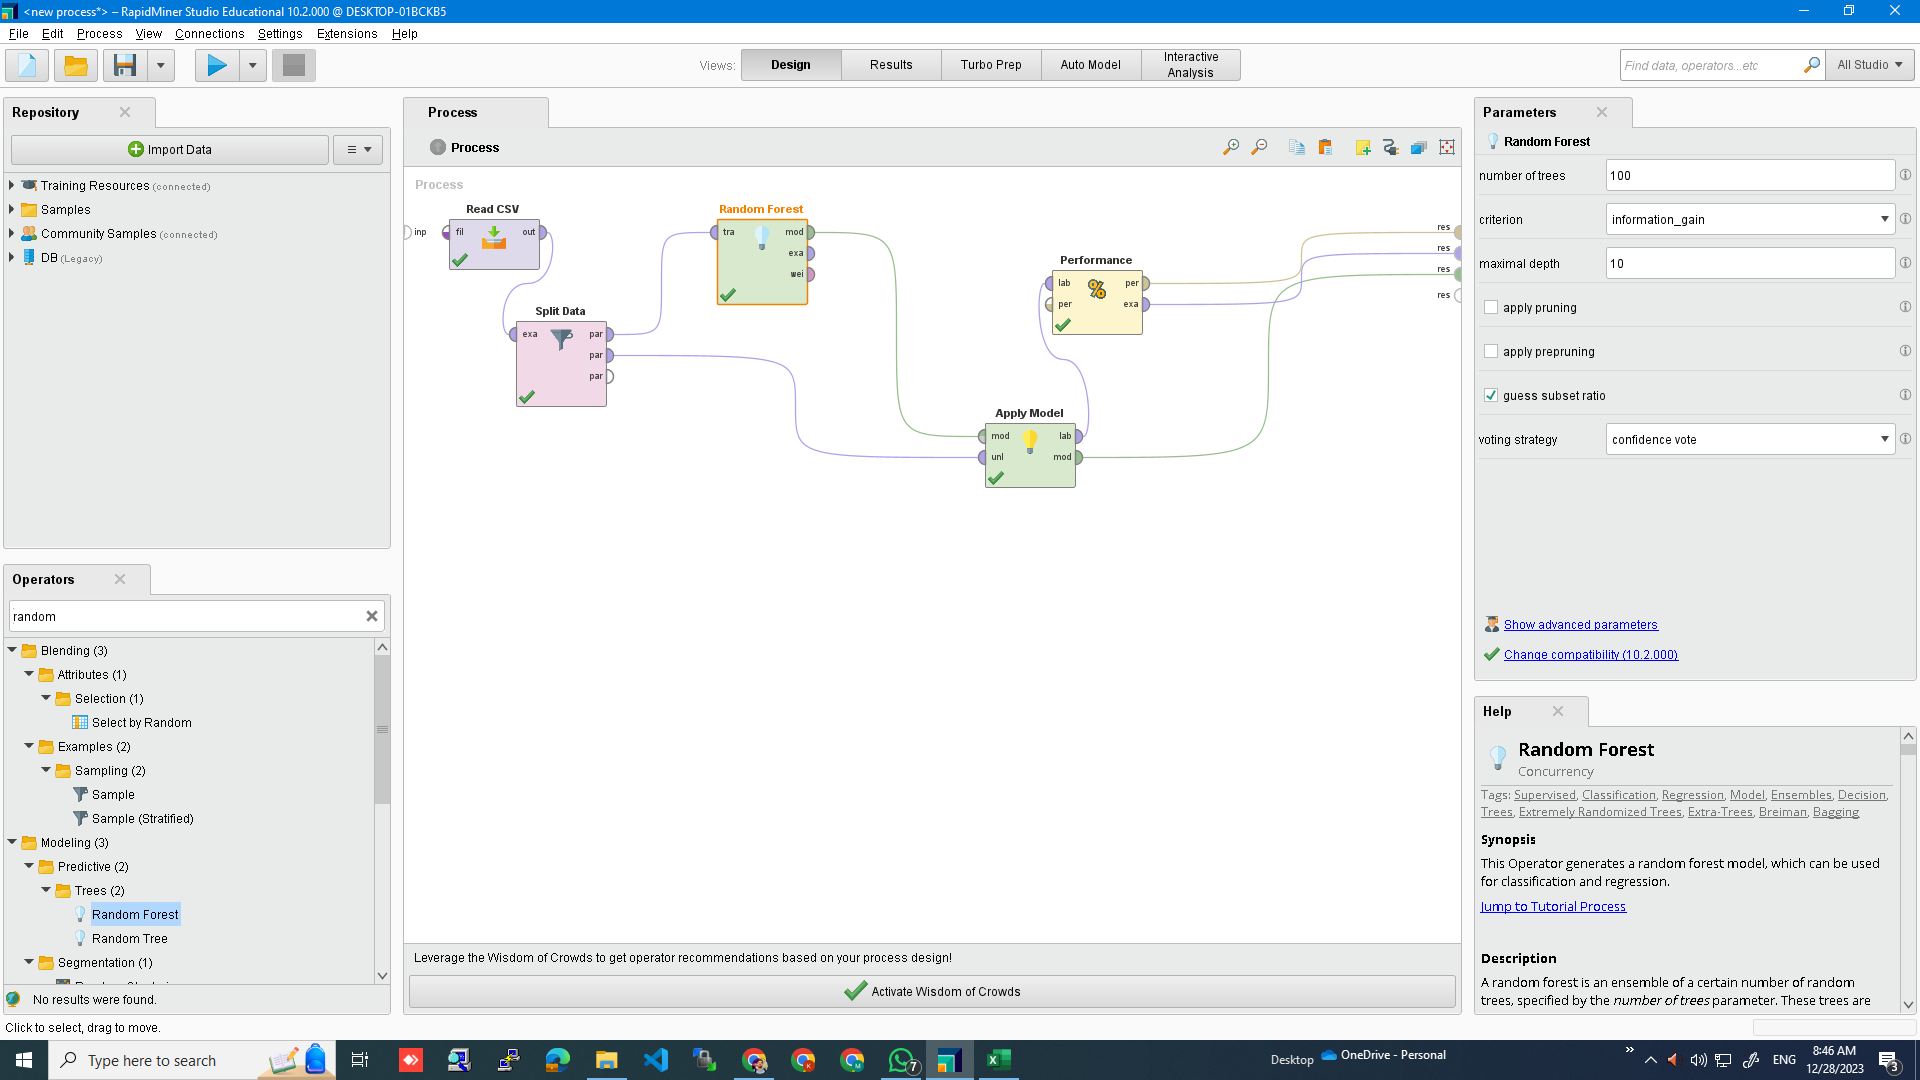 <new process*> – RapidMiner Studio Educational 10.2.000 @ DESKTOP-01BCKB5
File Edit Process View Connections Settings Extensions Help
Views: Design Results Turbo Prep Auto Model Interactive Analysis
Find data, operators...etc All Studio
Repository
Import Data
Training Resources (connected)
Samples
Community Samples (connected)
DB (Legacy)
Operators
random
Blending (3)
Attributes (1)
Selection (1)
Select by Random
Examples (2)
Sampling (2)
Sample
Sample (Stratified)
Modeling (3)
Predictive (2)
Trees (2)
Random Forest
Random Tree
Segmentation (1)
No results were found.
Click to select, drag to move.
Process
Process
Process
inp
Read CSV
fil out
Split Data
exa par
par
par
Random Forest
tra mod
exa
wei
Apply Model
mod lab
unl mod
Performance
lab per
per exa
res
res
res
res
Leverage the Wisdom of Crowds to get operator recommendations based on your process design!
Activate Wisdom of Crowds
Parameters
Random Forest
number of trees 100
criterion information_gain
maximal depth 10
apply pruning
apply prepruning
guess subset ratio
voting strategy confidence vote
Show advanced parameters
Change compatibility (10.2.000)
Help
Random Forest
Concurrency
Tags: Supervised, Classification, Regression, Model, Ensembles, Decision,
Trees, Extremely Randomized Trees, Extra-Trees, Breiman, Bagging
Synopsis
This Operator generates a random forest model, which can be used
for classification and regression.
Jump to Tutorial Process
Description
A random forest is an ensemble of a certain number of random
trees, specified by the number of trees parameter. These trees are
Type here to search
7
Desktop OneDrive - Personal
» ENG
8:46 AM
12/28/2023
3